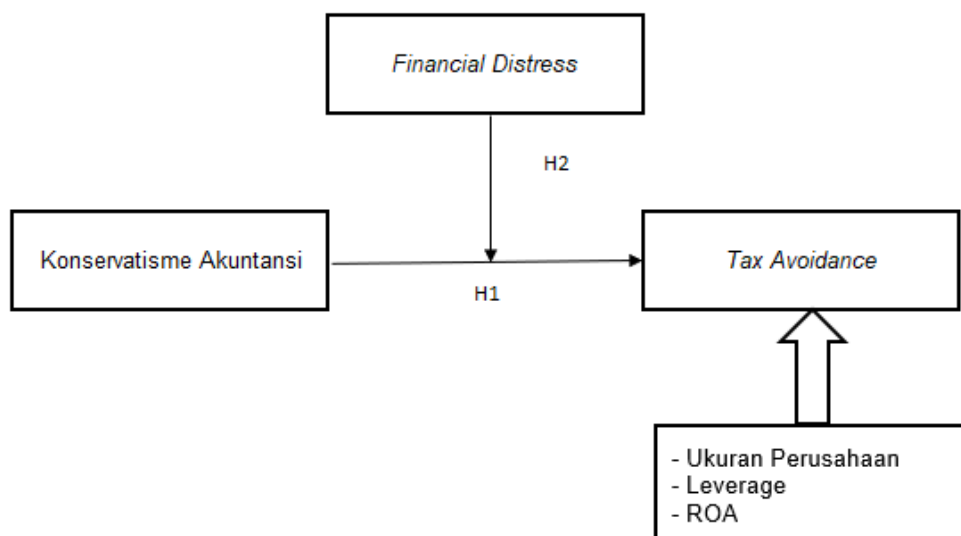 Financial Distress
H2
Konservatisme Akuntansi
Tax Avoidance
H1
- Ukuran Perusahaan
- Leverage
- ROA